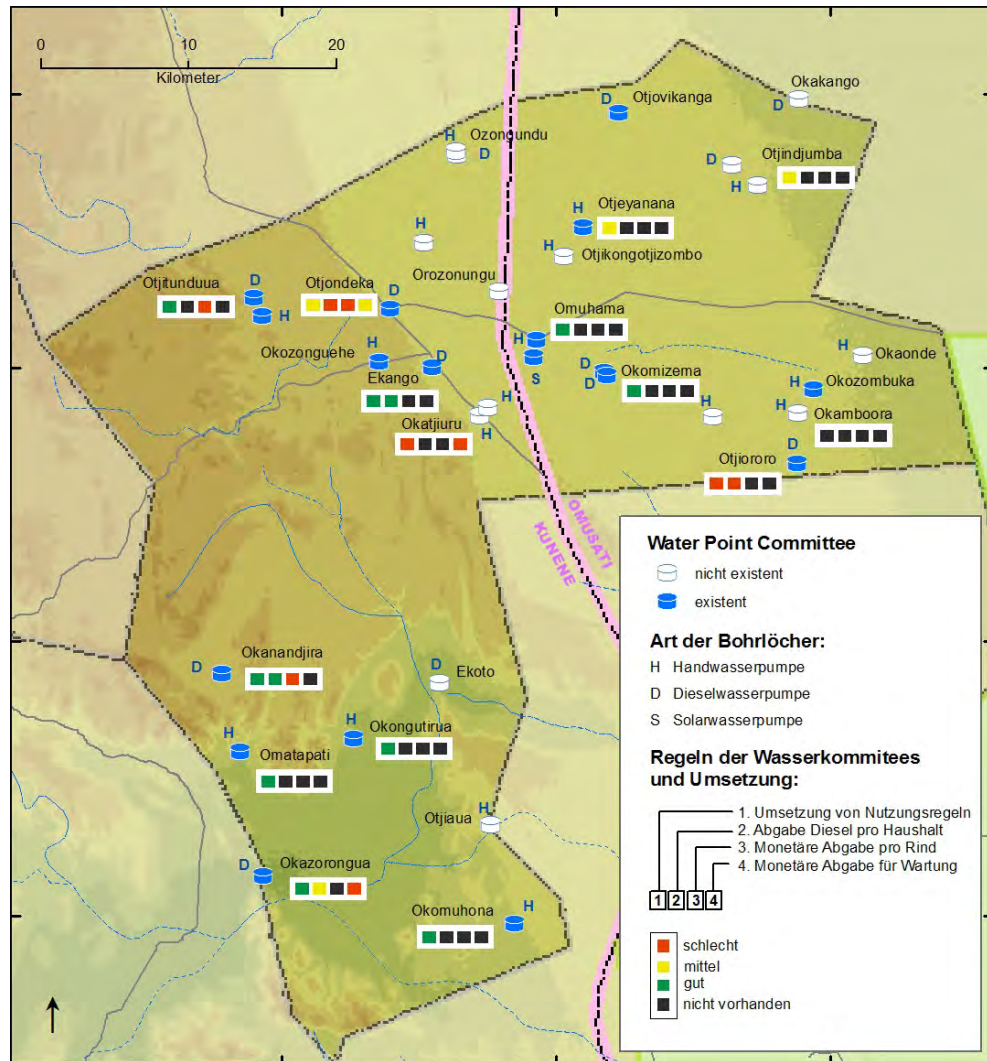 0 10 20
Kilometer
D Otjovikanga
Okakango
D
H Ozongundu
D
D Otjindjumba
H
H Otjeyanana
H
H Otjikongotjizombo
Orozonungu
Otjitunduua D
H
Otjondeka D
Omuhama
H
S
Okozonguehe H
D
Ekango
D
D Okomizema
H
Okaonde
H Okozombuka
H
H Okamboora
Okatjiuru H
H
D
Otjiororo
OMUSATI
KUNENE
D Okanandjira
D
Ekoto
H
Okongutirua
H
Omatapati
Otjiaua H
Okazorongua
D
Okomuhona H
Water Point Committee
nicht existent
existent
Art der Bohrlöcher:
H Handwasserpumpe
D Dieselwasserpumpe
S Solarwasserpumpe
Regeln der Wasserkommitees
und Umsetzung:
1. Umsetzung von Nutzungsregeln
2. Abgabe Diesel pro Haushalt
3. Monetäre Abgabe pro Rind
4. Monetäre Abgabe für Wartung
1 2 3 4
schlecht
mittel
gut
nicht vorhanden